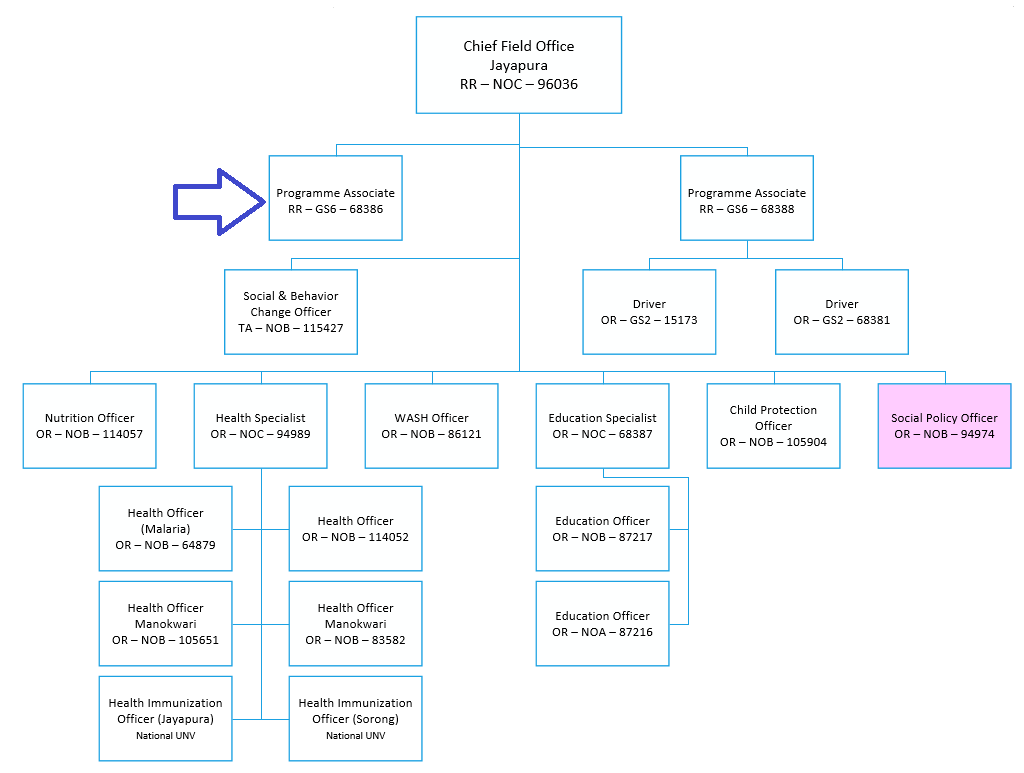 Chief Field Office
Jayapura
RR – NOC – 96036
Programme Associate
RR – GS6 – 68386
Programme Associate
RR – GS6 – 68388
Social & Behavior
Change Officer
TA – NOB – 115427
Driver
OR – GS2 – 15173
Driver
OR – GS2 – 68381
Nutrition Officer
OR – NOB – 114057
Health Specialist
OR – NOC – 94989
WASH Officer
OR – NOB – 86121
Education Specialist
OR – NOC – 68387
Child Protection
Officer
OR – NOB – 105904
Social Policy Officer
OR – NOB – 94974
Health Officer
(Malaria)
OR – NOB – 64879
Health Officer
OR – NOB – 114052
Education Officer
OR – NOB – 87217
Health Officer
Manokwari
OR – NOB – 105651
Health Officer
Manokwari
OR – NOB – 83582
Education Officer
OR – NOA – 87216
Health Immunization
Officer (Jayapura)
National UNV
Health Immunization
Officer (Sorong)
National UNV